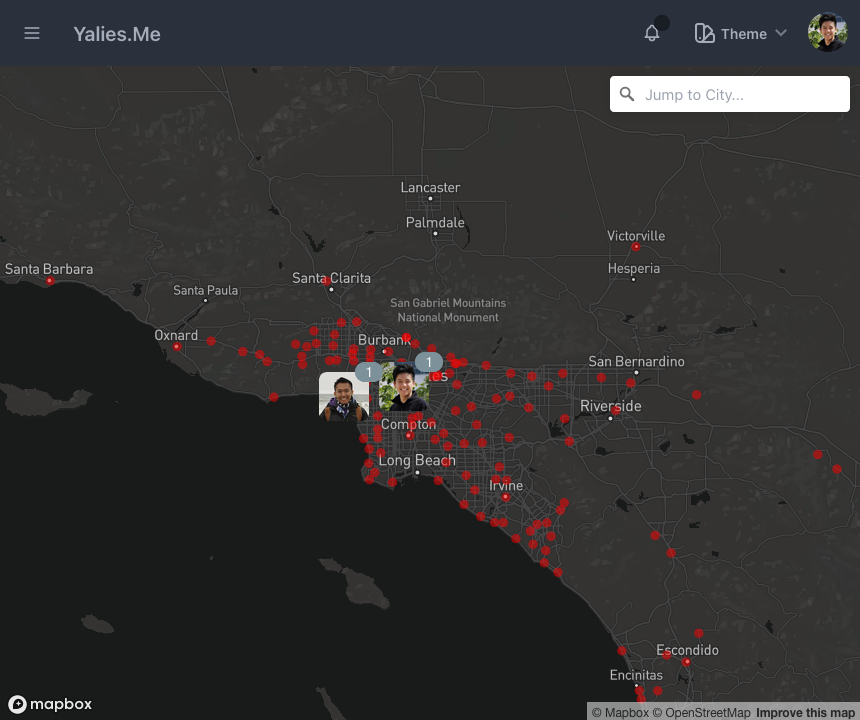 Yalies.Me
Theme
Jump to City...
Lancaster
Palmdale
Victorville
Hesperia
Santa Barbara
Santa Paula
Santa Clarita
San Gabriel Mountains
National Monument
Oxnard
Burbank
San Bernardino
1
1
es
Riverside
Compton
Long Beach
Irvine
Escondido
Encinitas
mapbox
© Mapbox © OpenStreetMap Improve this map